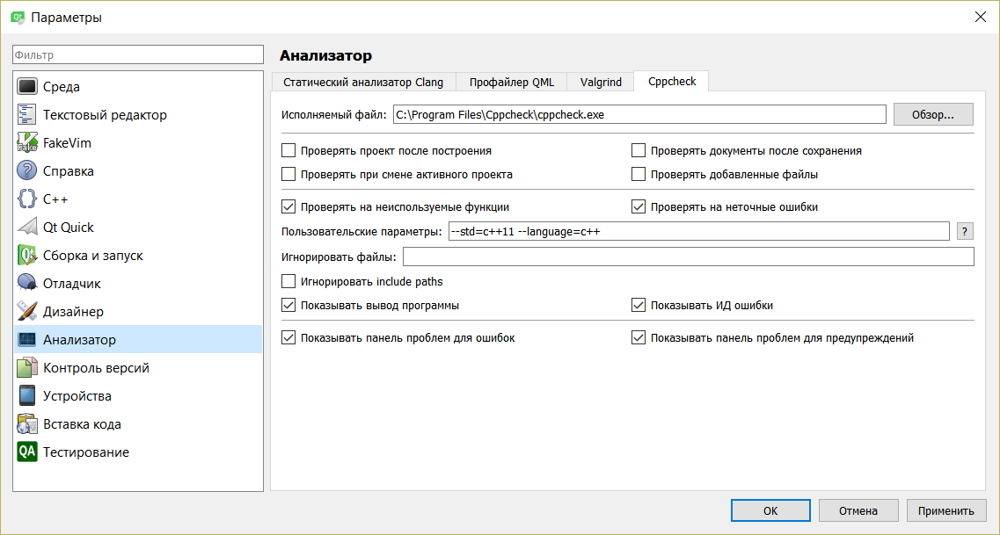 Qt Параметры
Фильтр
Среда
Текстовый редактор
FakeVim
Справка
C++
Qt Quick
Сборка и запуск
Отладчик
Дизайнер
Анализатор
Контроль версий
Устройства
Вставка кода
QA Тестирование
Анализатор
Статический анализатор Clang Профайлер QML Valgrind Cppcheck
Исполняемый файл: C:\Program Files\Cppcheck\cppcheck.exe Обзор...
Проверять проект после построения Проверять документы после сохранения
Проверять при смене активного проекта Проверять добавленные файлы
Проверять на неиспользуемые функции Проверять на неточные ошибки
Пользовательские параметры: --std=c++11 --language=c++ ?
Игнорировать файлы:
Игнорировать include paths
Показывать вывод программы Показывать ИД ошибки
Показывать панель проблем для ошибок Показывать панель проблем для предупреждений
ОК Отмена Применить